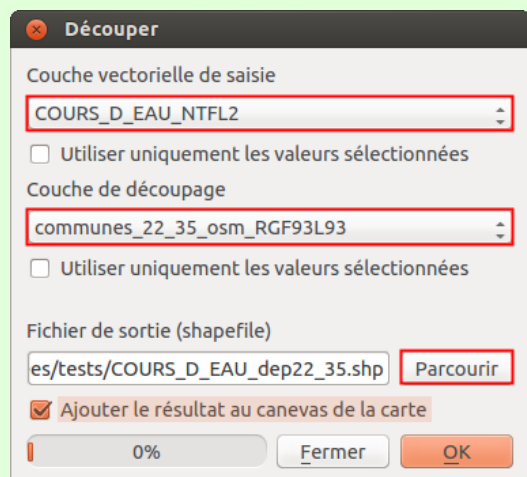 Découper
Couche vectorielle de saisie
COURS_D_EAU_NTFL2
Utiliser uniquement les valeurs sélectionnées
Couche de découpage
communes_22_35_osm_RGF93L93
Utiliser uniquement les valeurs sélectionnées
Fichier de sortie (shapefile)
es/tests/COURS_D_EAU_dep22_35.shp Parcourir
Ajouter le résultat au canevas de la carte
0% Fermer OK